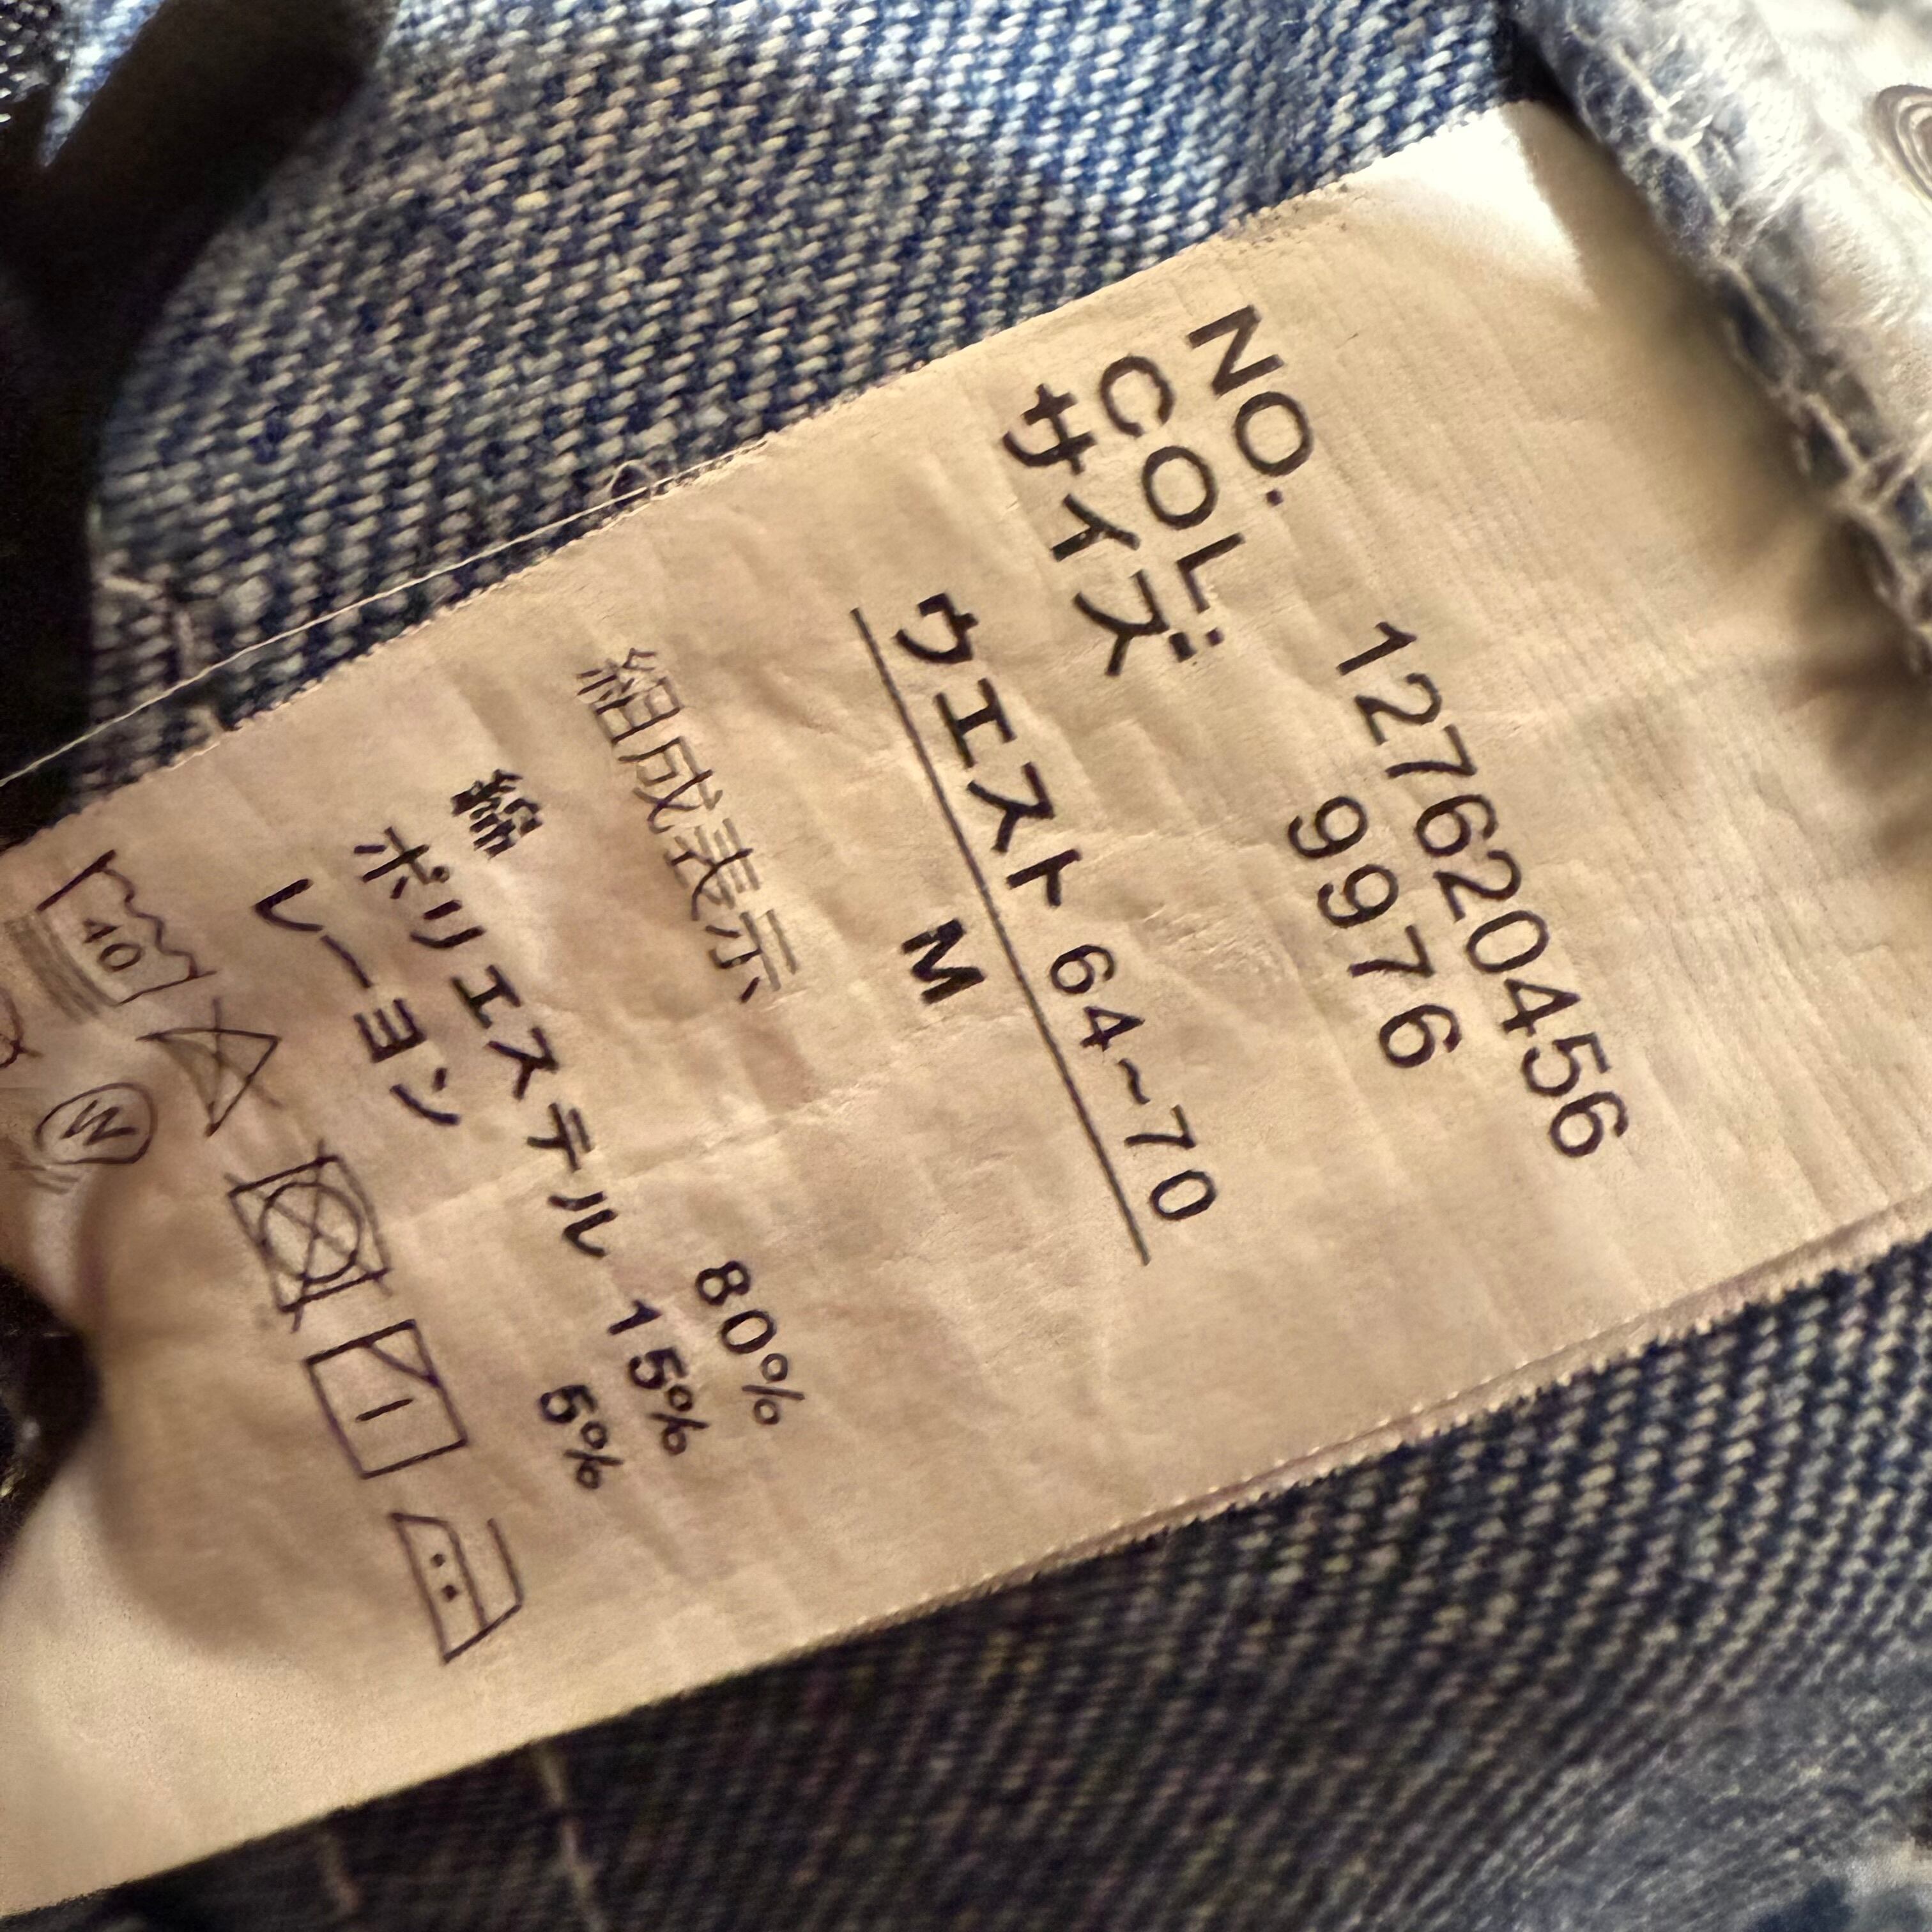 NO. 127620456
COL. 9976
サイズ
ウエスト 64~70
M
組成表示
綿 80%
ポリエステル 15%
レーヨン 5%
40
W